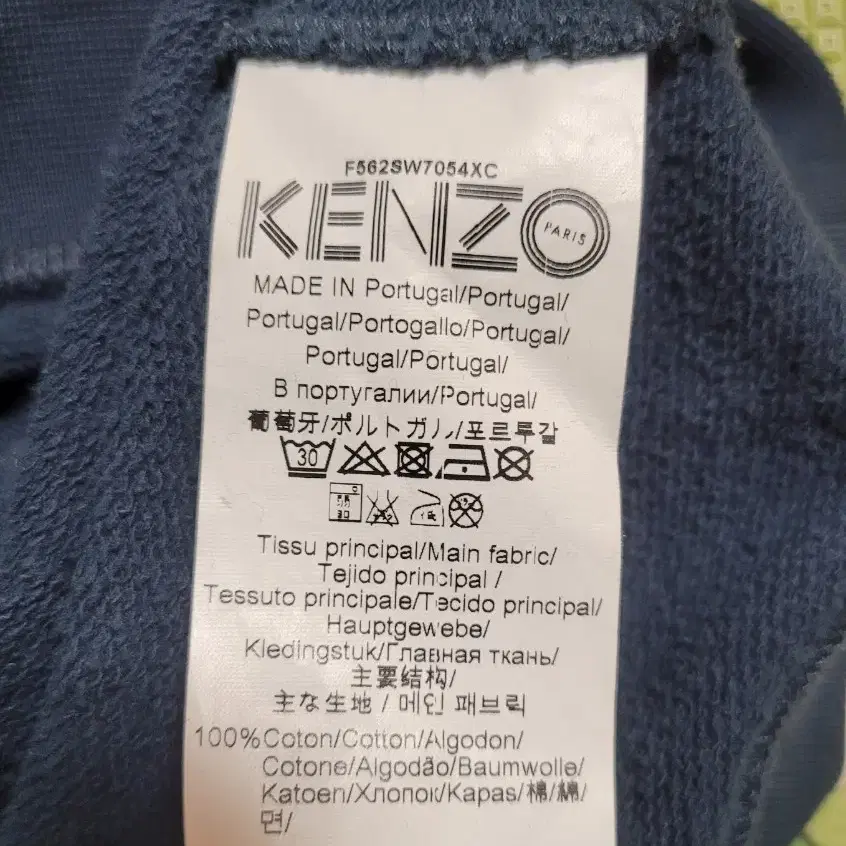 F562SW7054XC
KENZO PARIS
MADE IN Portugal/Portugal/
Portugal/Portogallo/Portugal/
Portugal/Portugal/
В португалии/Portugal/
葡萄牙/ポルトガル/포르투갈
30
Tissu principal/Main fabric/
Tejido principal /
Tessuto principale/Tecido principal/
Hauptgewebe/
Kledingstuk/Главная ткань/
主要结构/
主な生地 / 메인 패브릭
100%Coton/Cotton/Algodon/
Cotone/Algodão/Baumwolle/
Katoen/Хлопок/Kapas/棉/綿/
면/